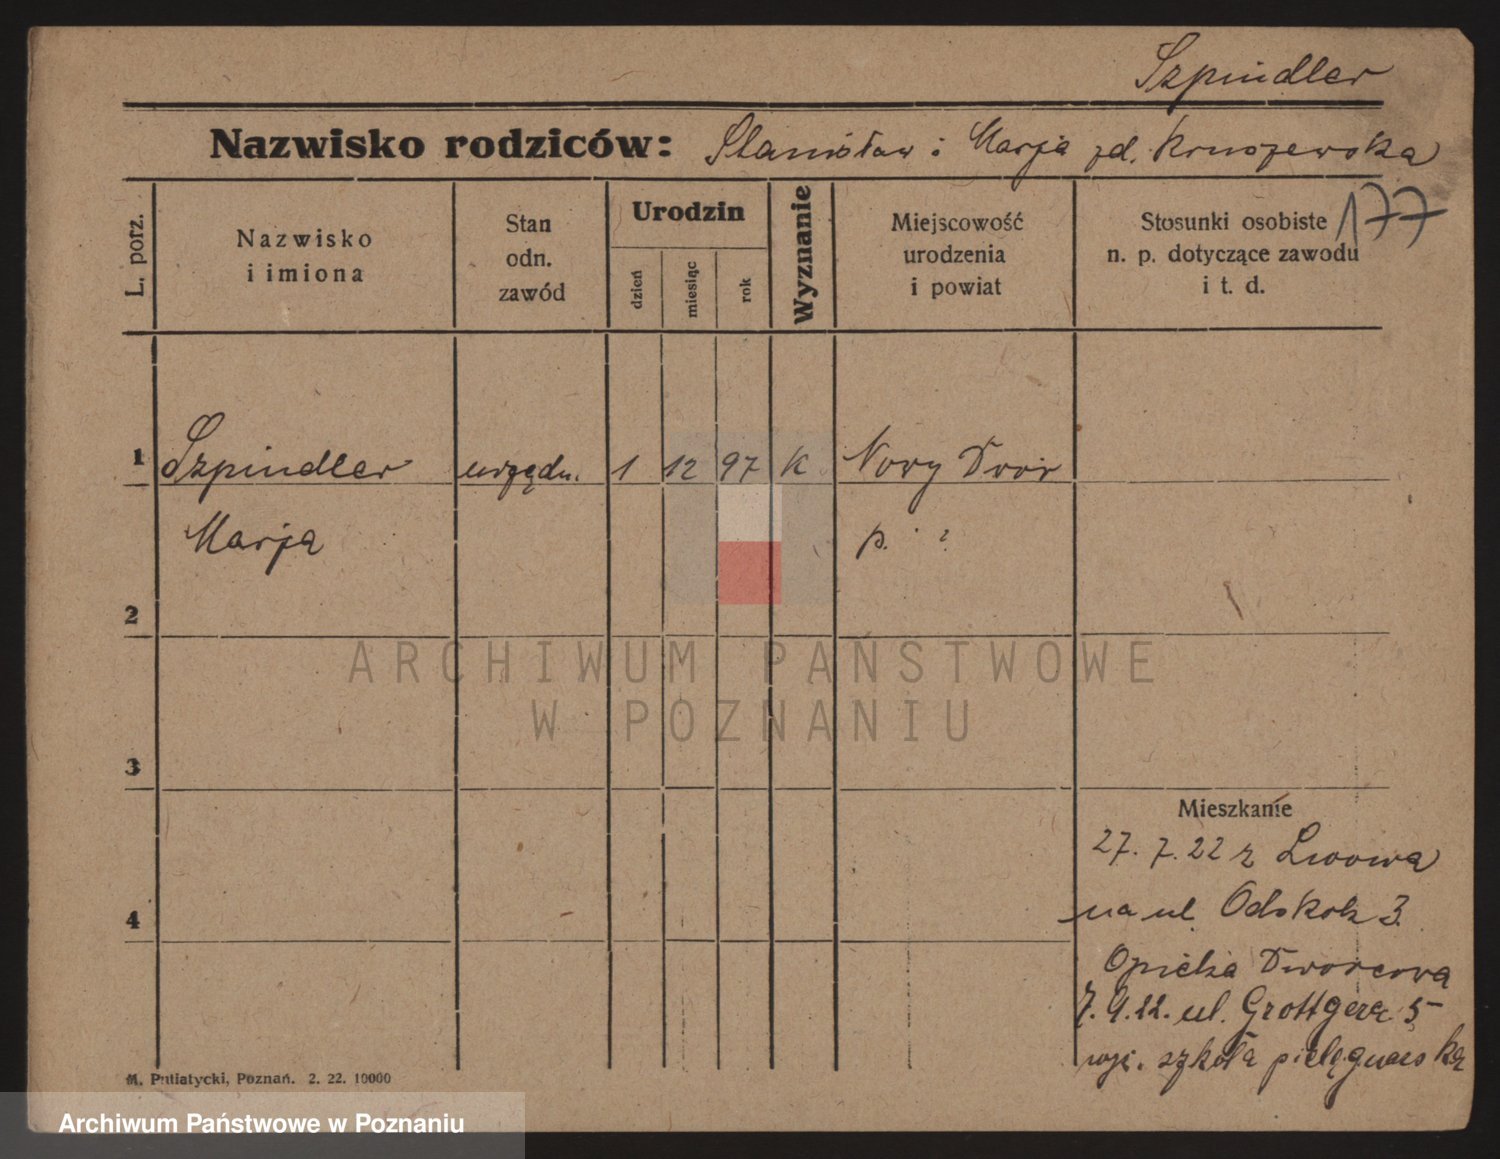 Szpindler
Nazwisko rodziców: Stanisław i Marja zd. Kruszewska
177
L. porz.
Nazwisko
i imiona
Stan
odn.
zawód
Urodzin
dzień
miesiąc
rok
Wyznanie
Miejscowość
urodzenia
i powiat
Stosunki osobiste
n. p. dotyczące zawodu
i t. d.
1 Szpindler urzędn. 1 12 97 K Nowy Dwór
Marja p. ?
2
ARCHIWUM PAŃSTWOWE
W POZNANIU
3
Mieszkanie
27. 7. 22 z Lwowa
4
na ul. Odskok 3.
Opieka Dworcowa
7. 9. 22. ul. Grottgera 5
szkoła pielęgniarska
M. Putiatycki, Poznań. 2. 22. 10000
Archiwum Państwowe w Poznaniu